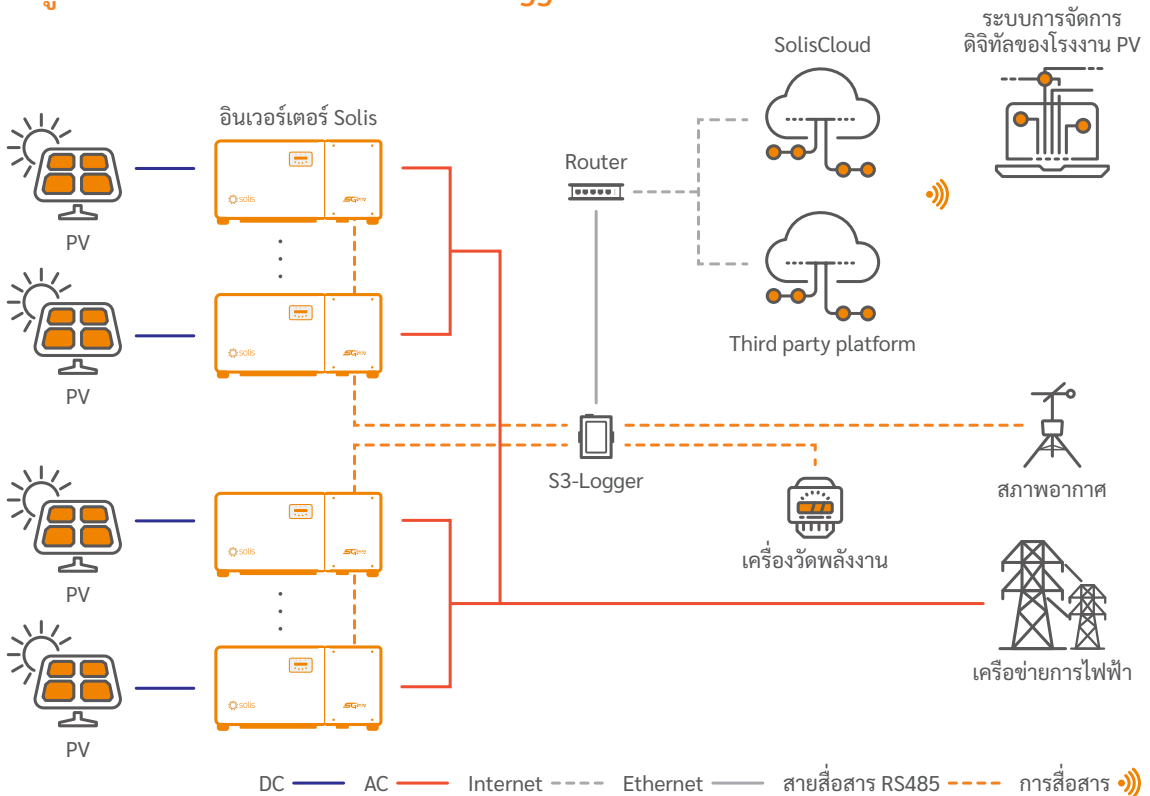 ระบบการจัดการ
ดิจิทัลของโรงงาน PV
SolisCloud
อินเวอร์เตอร์ Solis
Router
solis
PV
solis
Third party platform
PV
S3-Logger
สภาพอากาศ
solis
เครื่องวัดพลังงาน
PV
เครือข่ายการไฟฟ้า
solis
PV
DC AC Internet Ethernet สายสื่อสาร RS485 การสื่อสาร